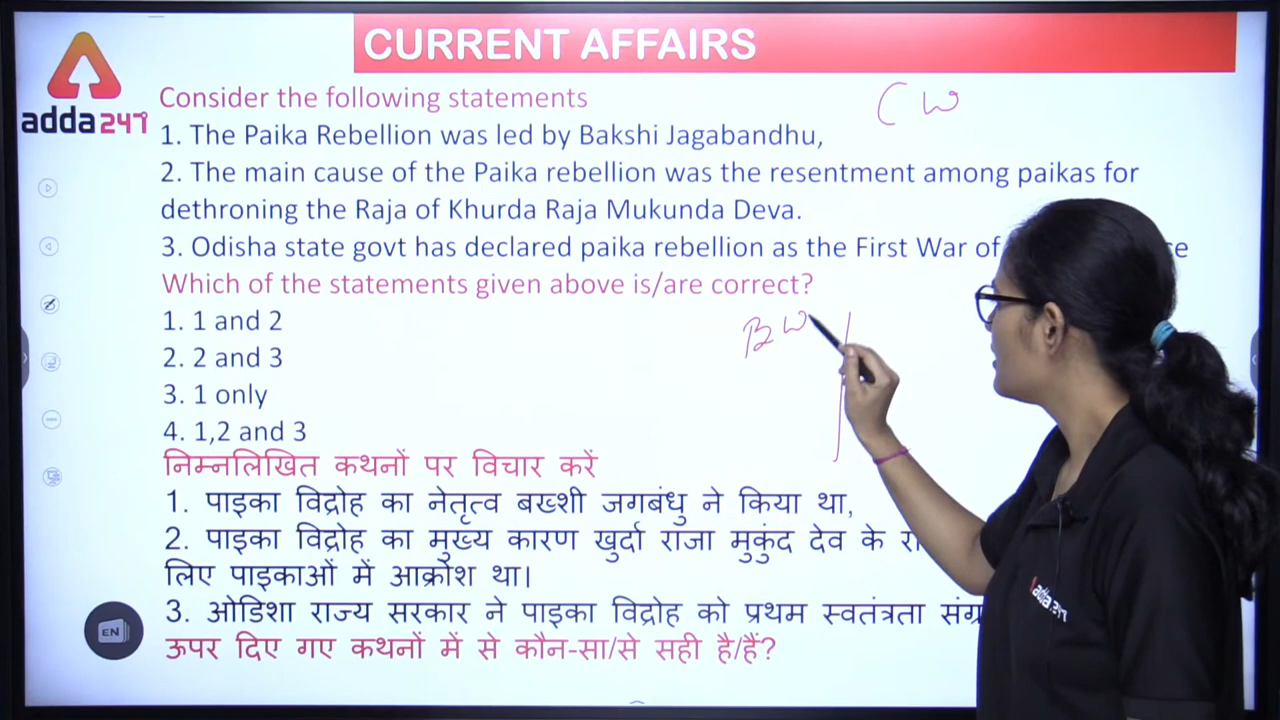 CURRENT AFFAIRS
adda247
Consider the following statements
C W
1. The Paika Rebellion was led by Bakshi Jagabandhu,
2. The main cause of the Paika rebellion was the resentment among paikas for
dethroning the Raja of Khurda Raja Mukunda Deva.
3. Odisha state govt has declared paika rebellion as the First War of
Which of the statements given above is/are correct?
1. 1 and 2
B W
2. 2 and 3
3. 1 only
4. 1,2 and 3
निम्नलिखित कथनों पर विचार करें
1. पाइका विद्रोह का नेतृत्व बख्शी जगबंधु ने किया था,
2. पाइका विद्रोह का मुख्य कारण खुर्दा राजा मुकुंद देव के
लिए पाइकाओं में आक्रोश था।
3. ओडिशा राज्य सरकार ने पाइका विद्रोह को प्रथम स्वतंत्रता
ऊपर दिए गए कथनों में से कौन-सा/से सही है/हैं?
EN
adda247